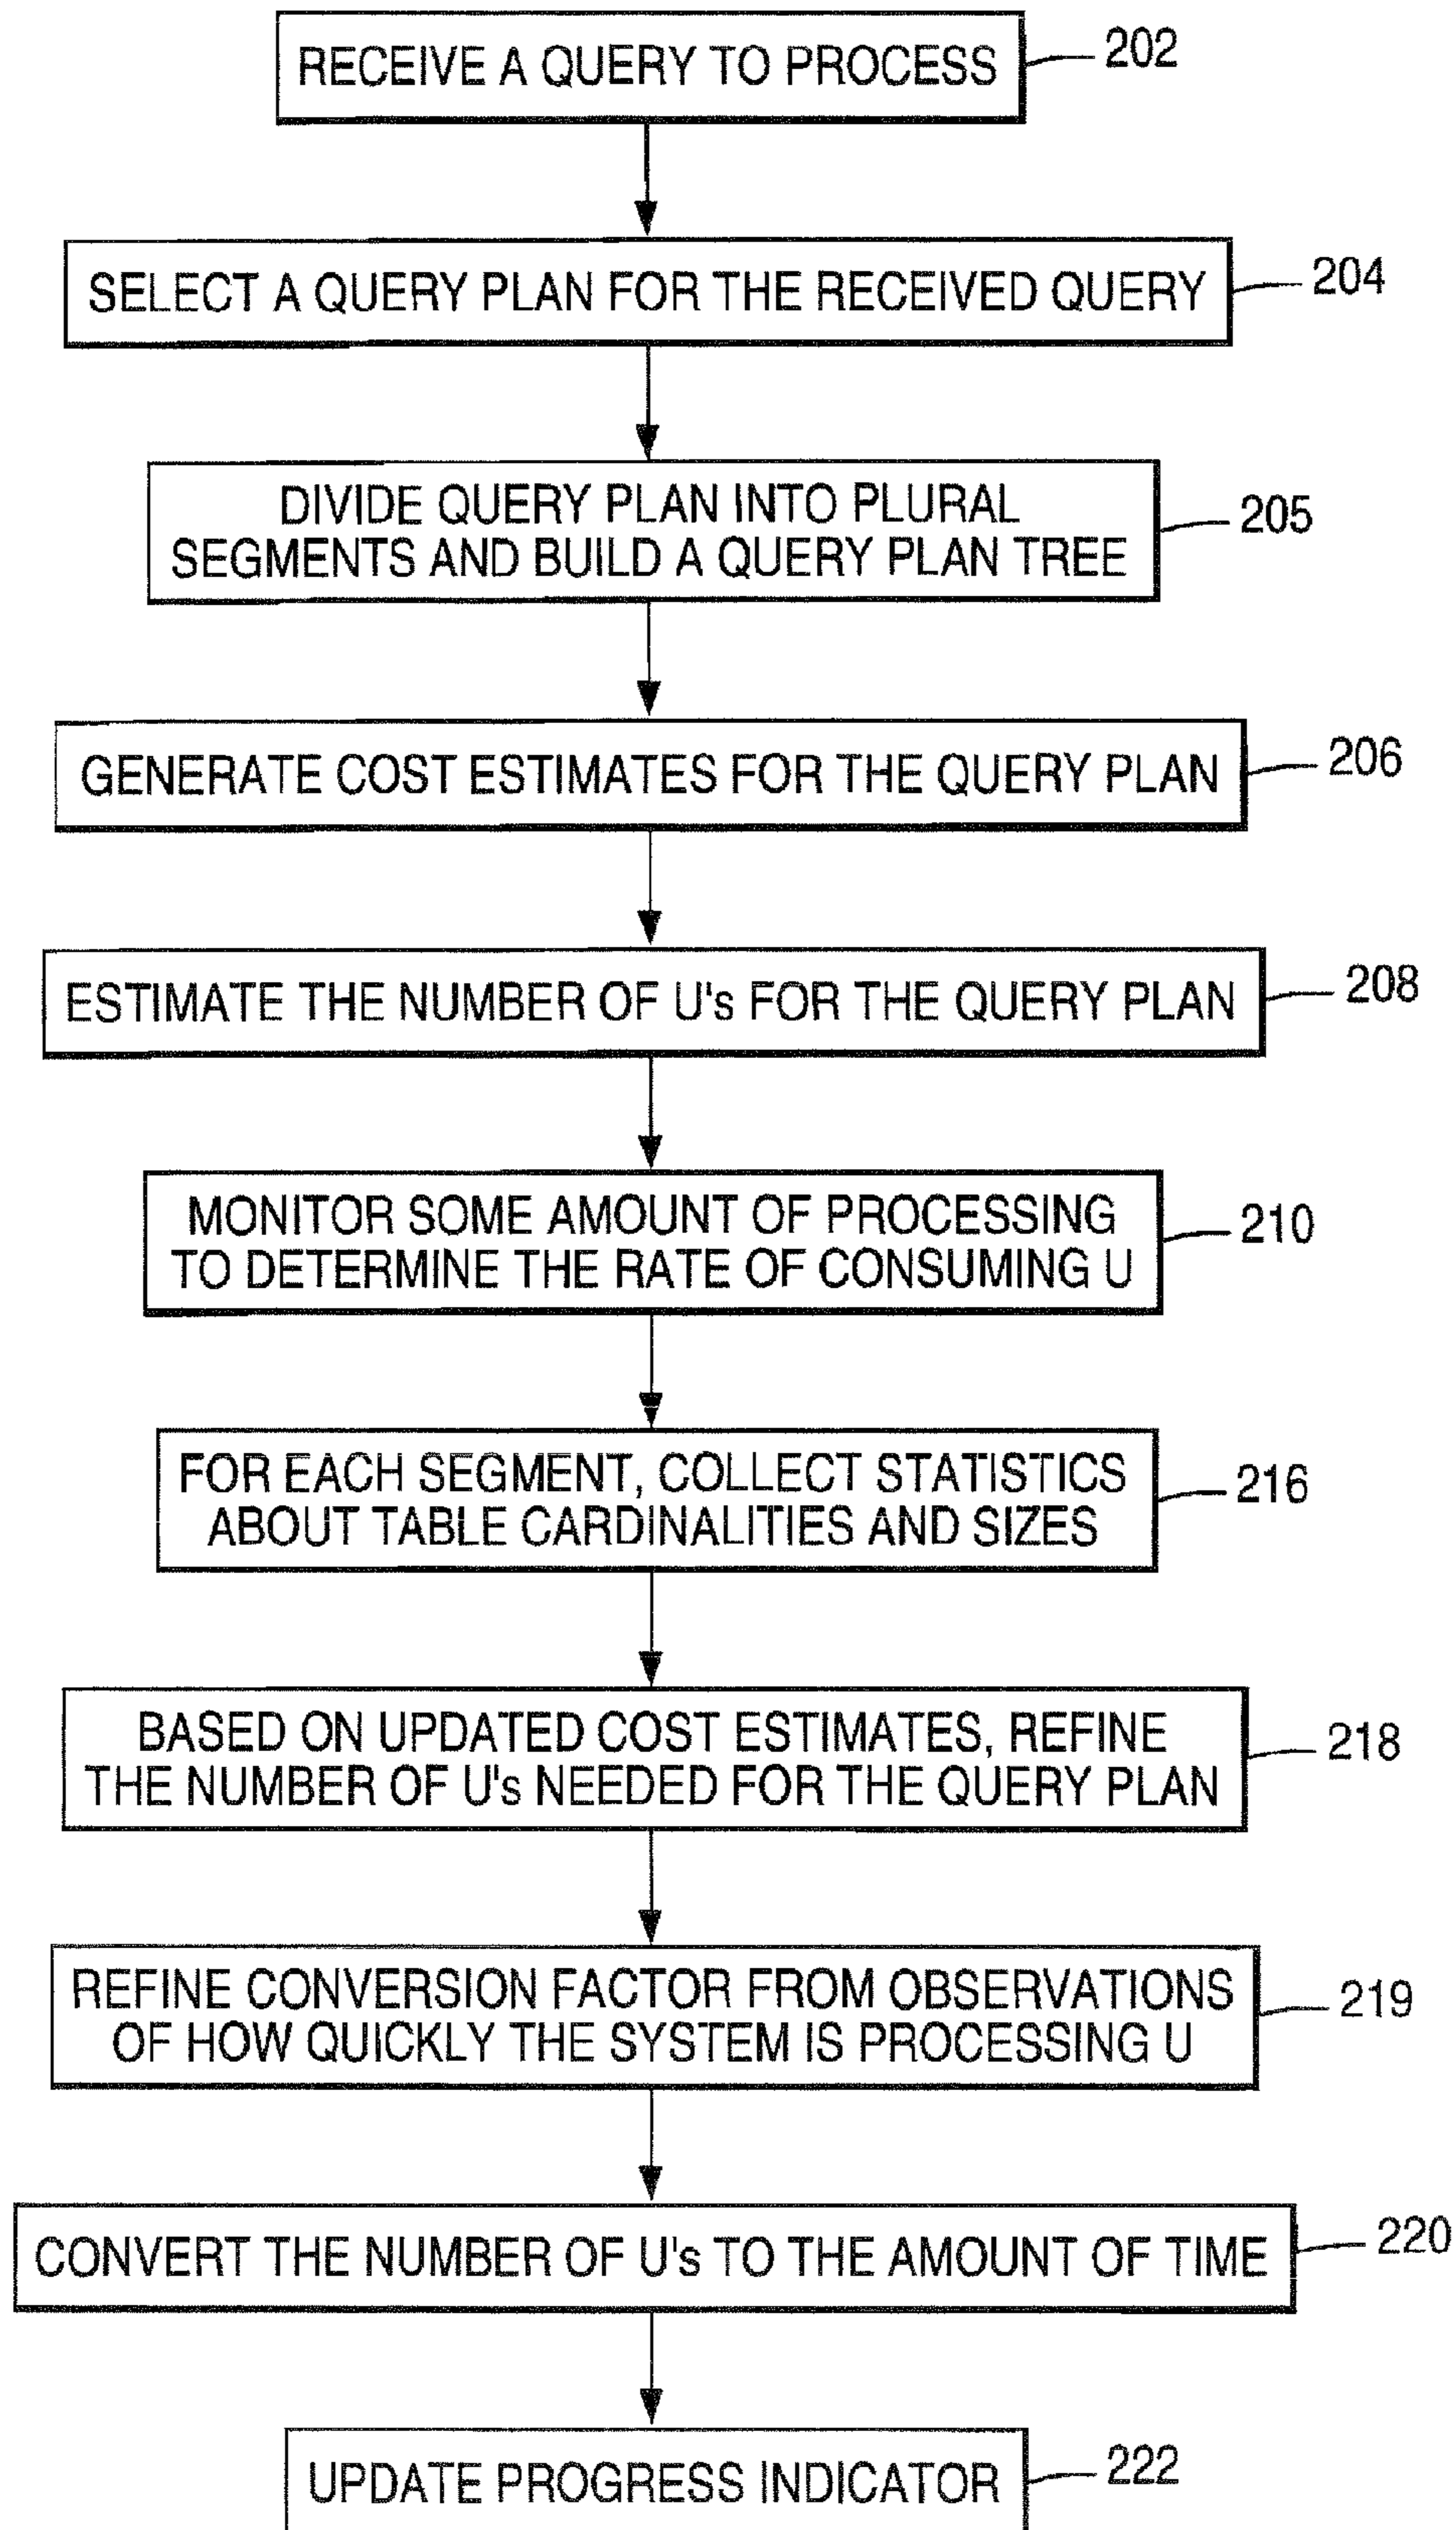 RECEIVE A QUERY TO PROCESS
202
SELECT A QUERY PLAN FOR THE RECEIVED QUERY
204
DIVIDE QUERY PLAN INTO PLURAL
SEGMENTS AND BUILD A QUERY PLAN TREE
205
GENERATE COST ESTIMATES FOR THE QUERY PLAN
206
ESTIMATE THE NUMBER OF U's FOR THE QUERY PLAN
208
MONITOR SOME AMOUNT OF PROCESSING
TO DETERMINE THE RATE OF CONSUMING U
210
FOR EACH SEGMENT, COLLECT STATISTICS
ABOUT TABLE CARDINALITIES AND SIZES
216
BASED ON UPDATED COST ESTIMATES, REFINE
THE NUMBER OF U's NEEDED FOR THE QUERY PLAN
218
REFINE CONVERSION FACTOR FROM OBSERVATIONS
OF HOW QUICKLY THE SYSTEM IS PROCESSING U
219
CONVERT THE NUMBER OF U's TO THE AMOUNT OF TIME
220
UPDATE PROGRESS INDICATOR
222